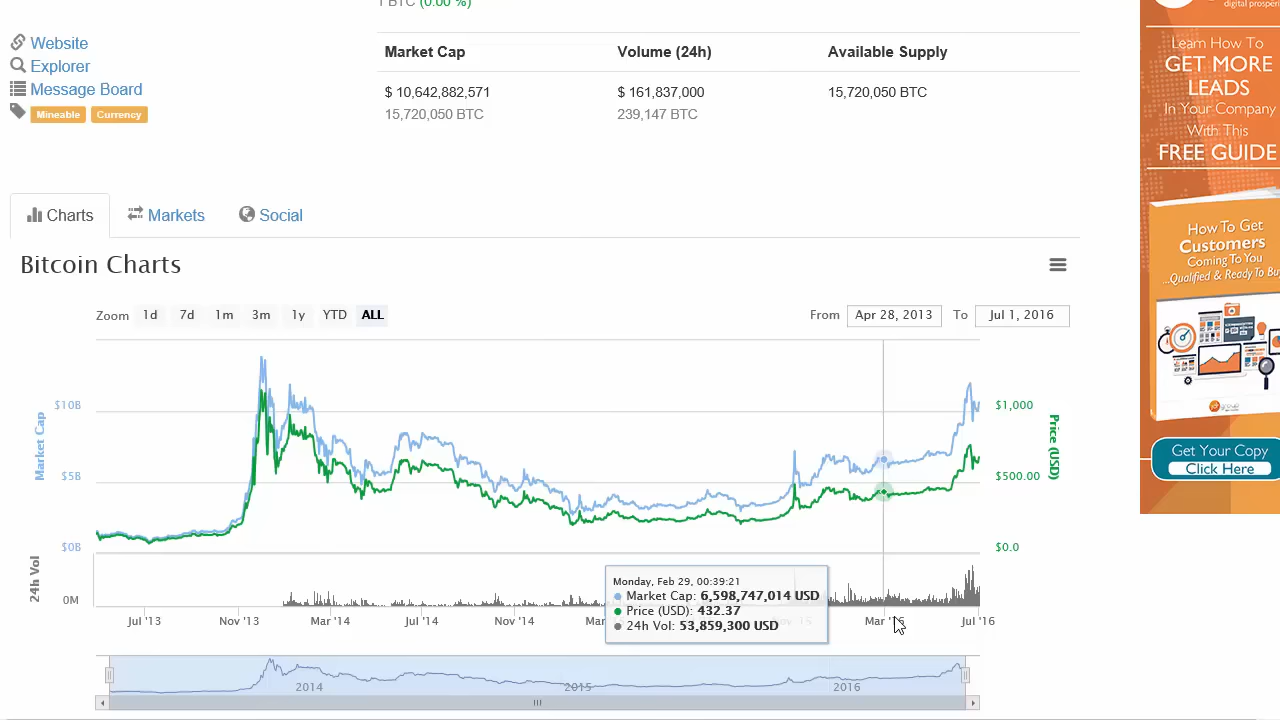 1 BTC (0.00 %)
Website
Explorer
Message Board
Mineable Currency
Market Cap Volume (24h) Available Supply
$ 10,642,882,571 $ 161,837,000 15,720,050 BTC
15,720,050 BTC 239,147 BTC
Charts Markets Social
Bitcoin Charts
Zoom 1d 7d 1m 3m 1y YTD ALL From Apr 28, 2013 To Jul 1, 2016
Market Cap
$10B
$5B
$0B
24h Vol
0M
$1,000
$500.00
$0.0
Price (USD)
Monday, Feb 29, 00:39:21
Market Cap: 6,598,747,014 USD
Price (USD): 432.37
24h Vol: 53,859,300 USD
Jul '13 Nov '13 Mar '14 Jul '14 Nov '14 Mar Jul '16
2014 2015 2016
digital prosperi
Learn How To
GET MORE
LEADS
In Your Company
With This
FREE GUIDE
How To Get
Customers
Coming To You
...Qualified & Ready To Bu
Get Your Copy
Click Here